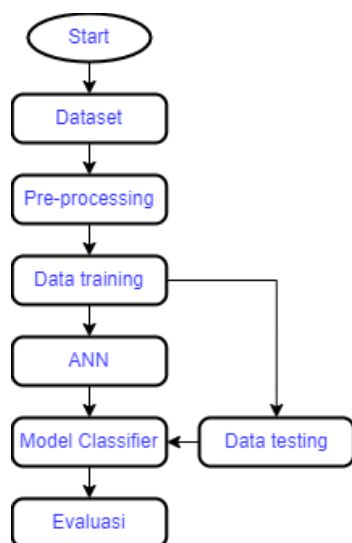 Start
Dataset
Pre-processing
Data training
ANN
Model Classifier
Data testing
Evaluasi